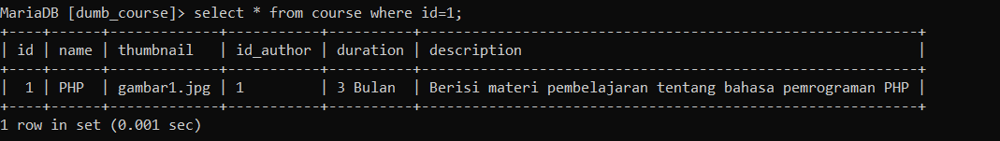 MariaDB [dumb_course]> select * from course where id=1;
+----+------+-------------+-----------+----------+---------------------------------------------------------+
| id | name | thumbnail   | id_author | duration | description                                             |
+----+------+-------------+-----------+----------+---------------------------------------------------------+
|  1 | PHP  | gambar1.jpg | 1         | 3 Bulan  | Berisi materi pembelajaran tentang bahasa pemrograman PHP |
+----+------+-------------+-----------+----------+---------------------------------------------------------+
1 row in set (0.001 sec)